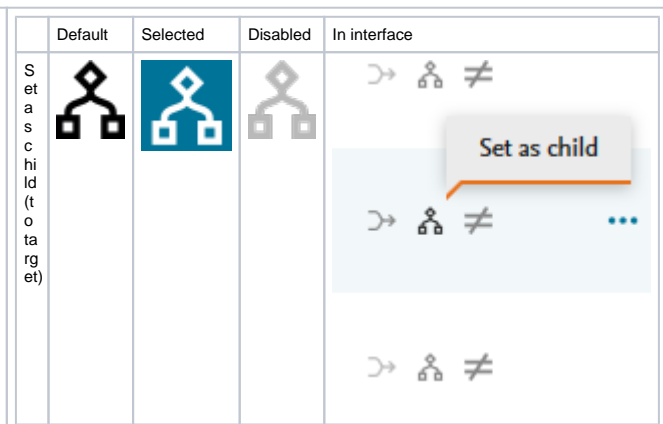 Default Selected Disabled In interface
S
et
a
s
c
hi
ld
(t
o
ta
rg
et)
Set as child